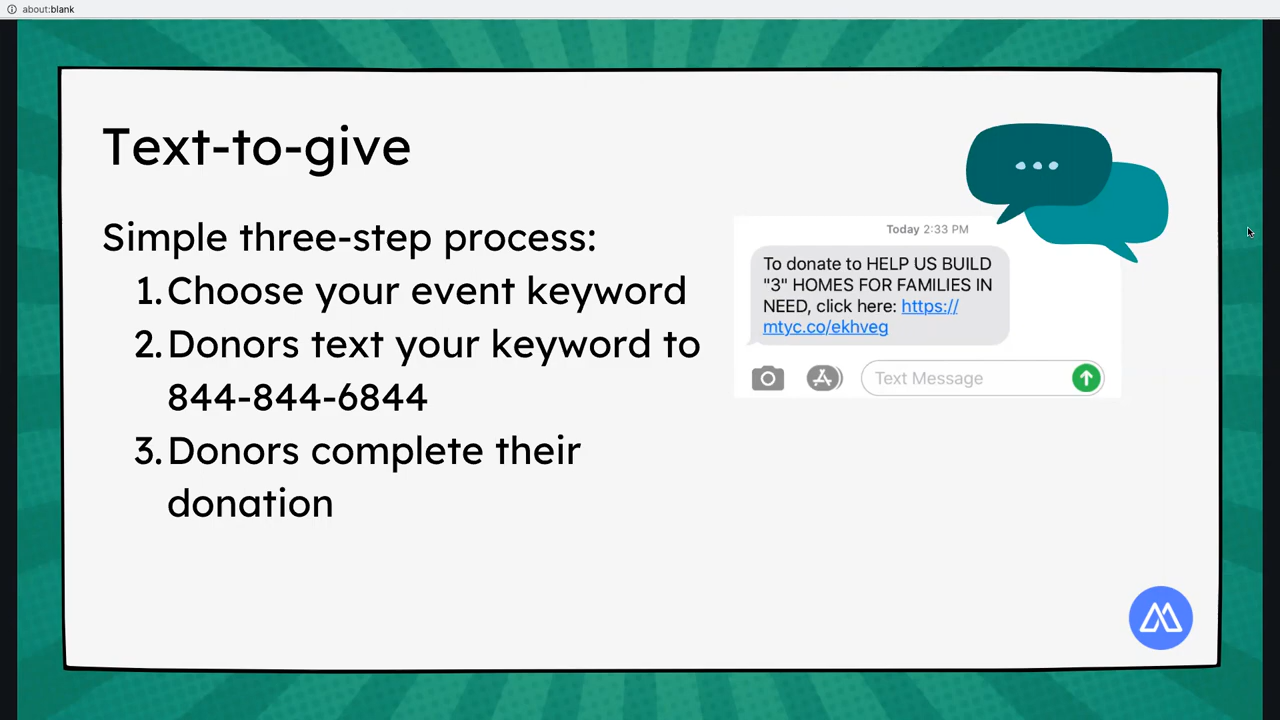 about:blank
Text-to-give
Simple three-step process:
1. Choose your event keyword
2. Donors text your keyword to
844-844-6844
3. Donors complete their
donation
Today 2:33 PM
To donate to HELP US BUILD
"3" HOMES FOR FAMILIES IN
NEED, click here: https://
mtyc.co/ekhveg
Text Message